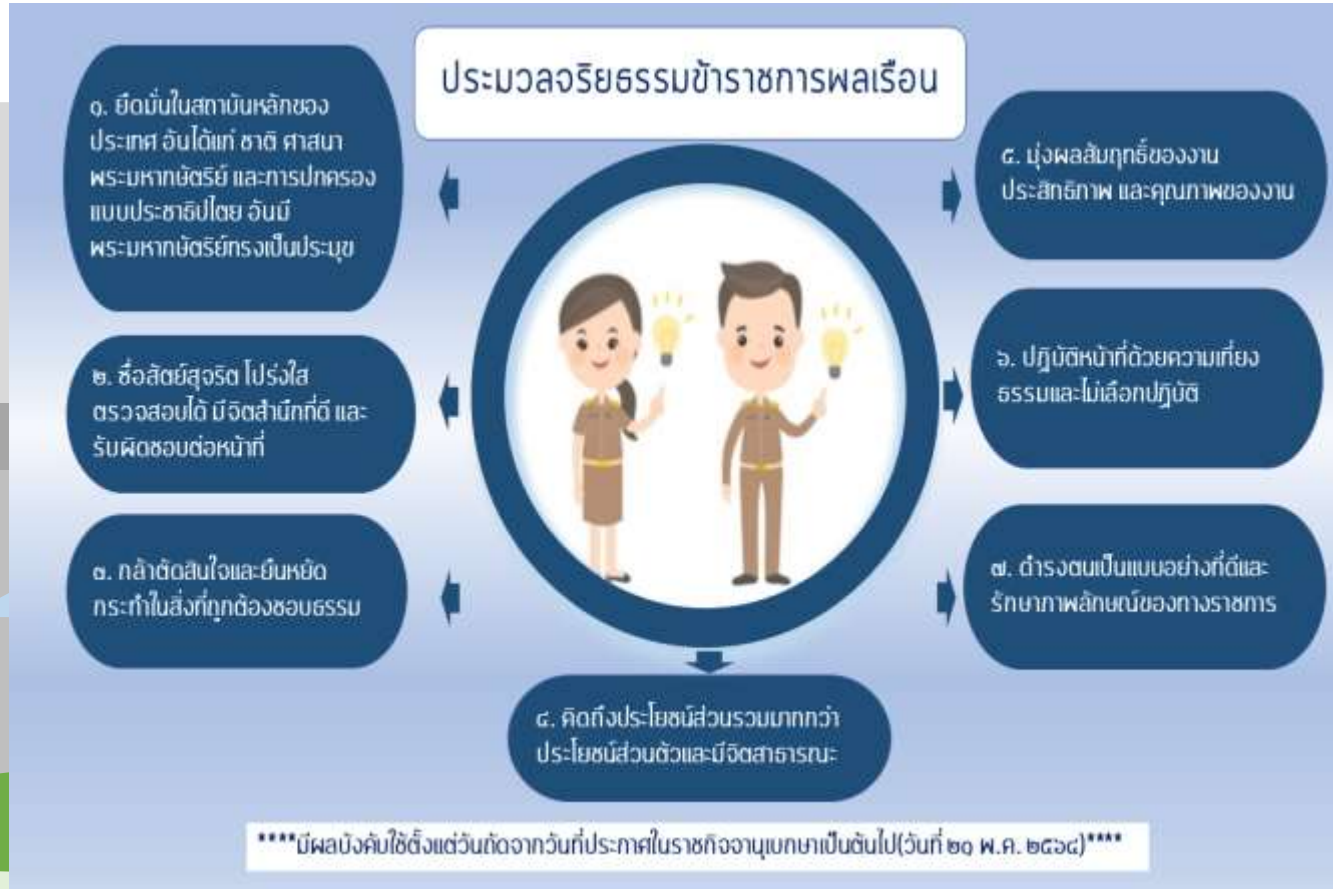 ประมวลจริยธรรมข้าราชการพลเรือน
๑. ยึดมั่นในสถาบันหลักของ
ประเทศ อันได้แก่ ชาติ ศาสนา
พระมหากษัตริย์ และการปกครอง
แบบประชาธิปไตย อันมี
พระมหากษัตริย์ทรงเป็นประมุข
๒. ซื่อสัตย์สุจริต โปร่งใส
ตรวจสอบได้ มีจิตสำนึกที่ดี และ
รับผิดชอบต่อหน้าที่
๓. กล้าตัดสินใจและยืนหยัด
กระทำในสิ่งที่ถูกต้องชอบธรรม
๔. คิดถึงประโยชน์ส่วนรวมมากกว่า
ประโยชน์ส่วนตัวและมีจิตสาธารณะ
๕. มุ่งผลสัมฤทธิ์ของงาน
ประสิทธิภาพ และคุณภาพของงาน
๖. ปฏิบัติหน้าที่ด้วยความเที่ยง
ธรรมและไม่เลือกปฏิบัติ
๗. ดำรงตนเป็นแบบอย่างที่ดีและ
รักษาภาพลักษณ์ของทางราชการ
****มีผลบังคับใช้ตั้งแต่วันถัดจากวันที่ประกาศในราชกิจจานุเบกษาเป็นต้นไป(วันที่ ๒๑ พ.ค. ๒๕๖๔)****